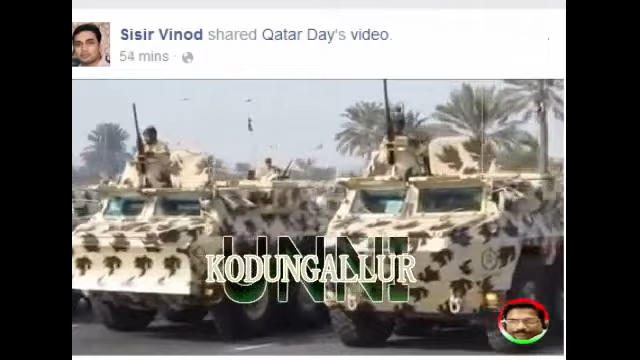 Sisir Vinod shared Qatar Day's video.
54 mins
UNNI
KODUNGALLUR